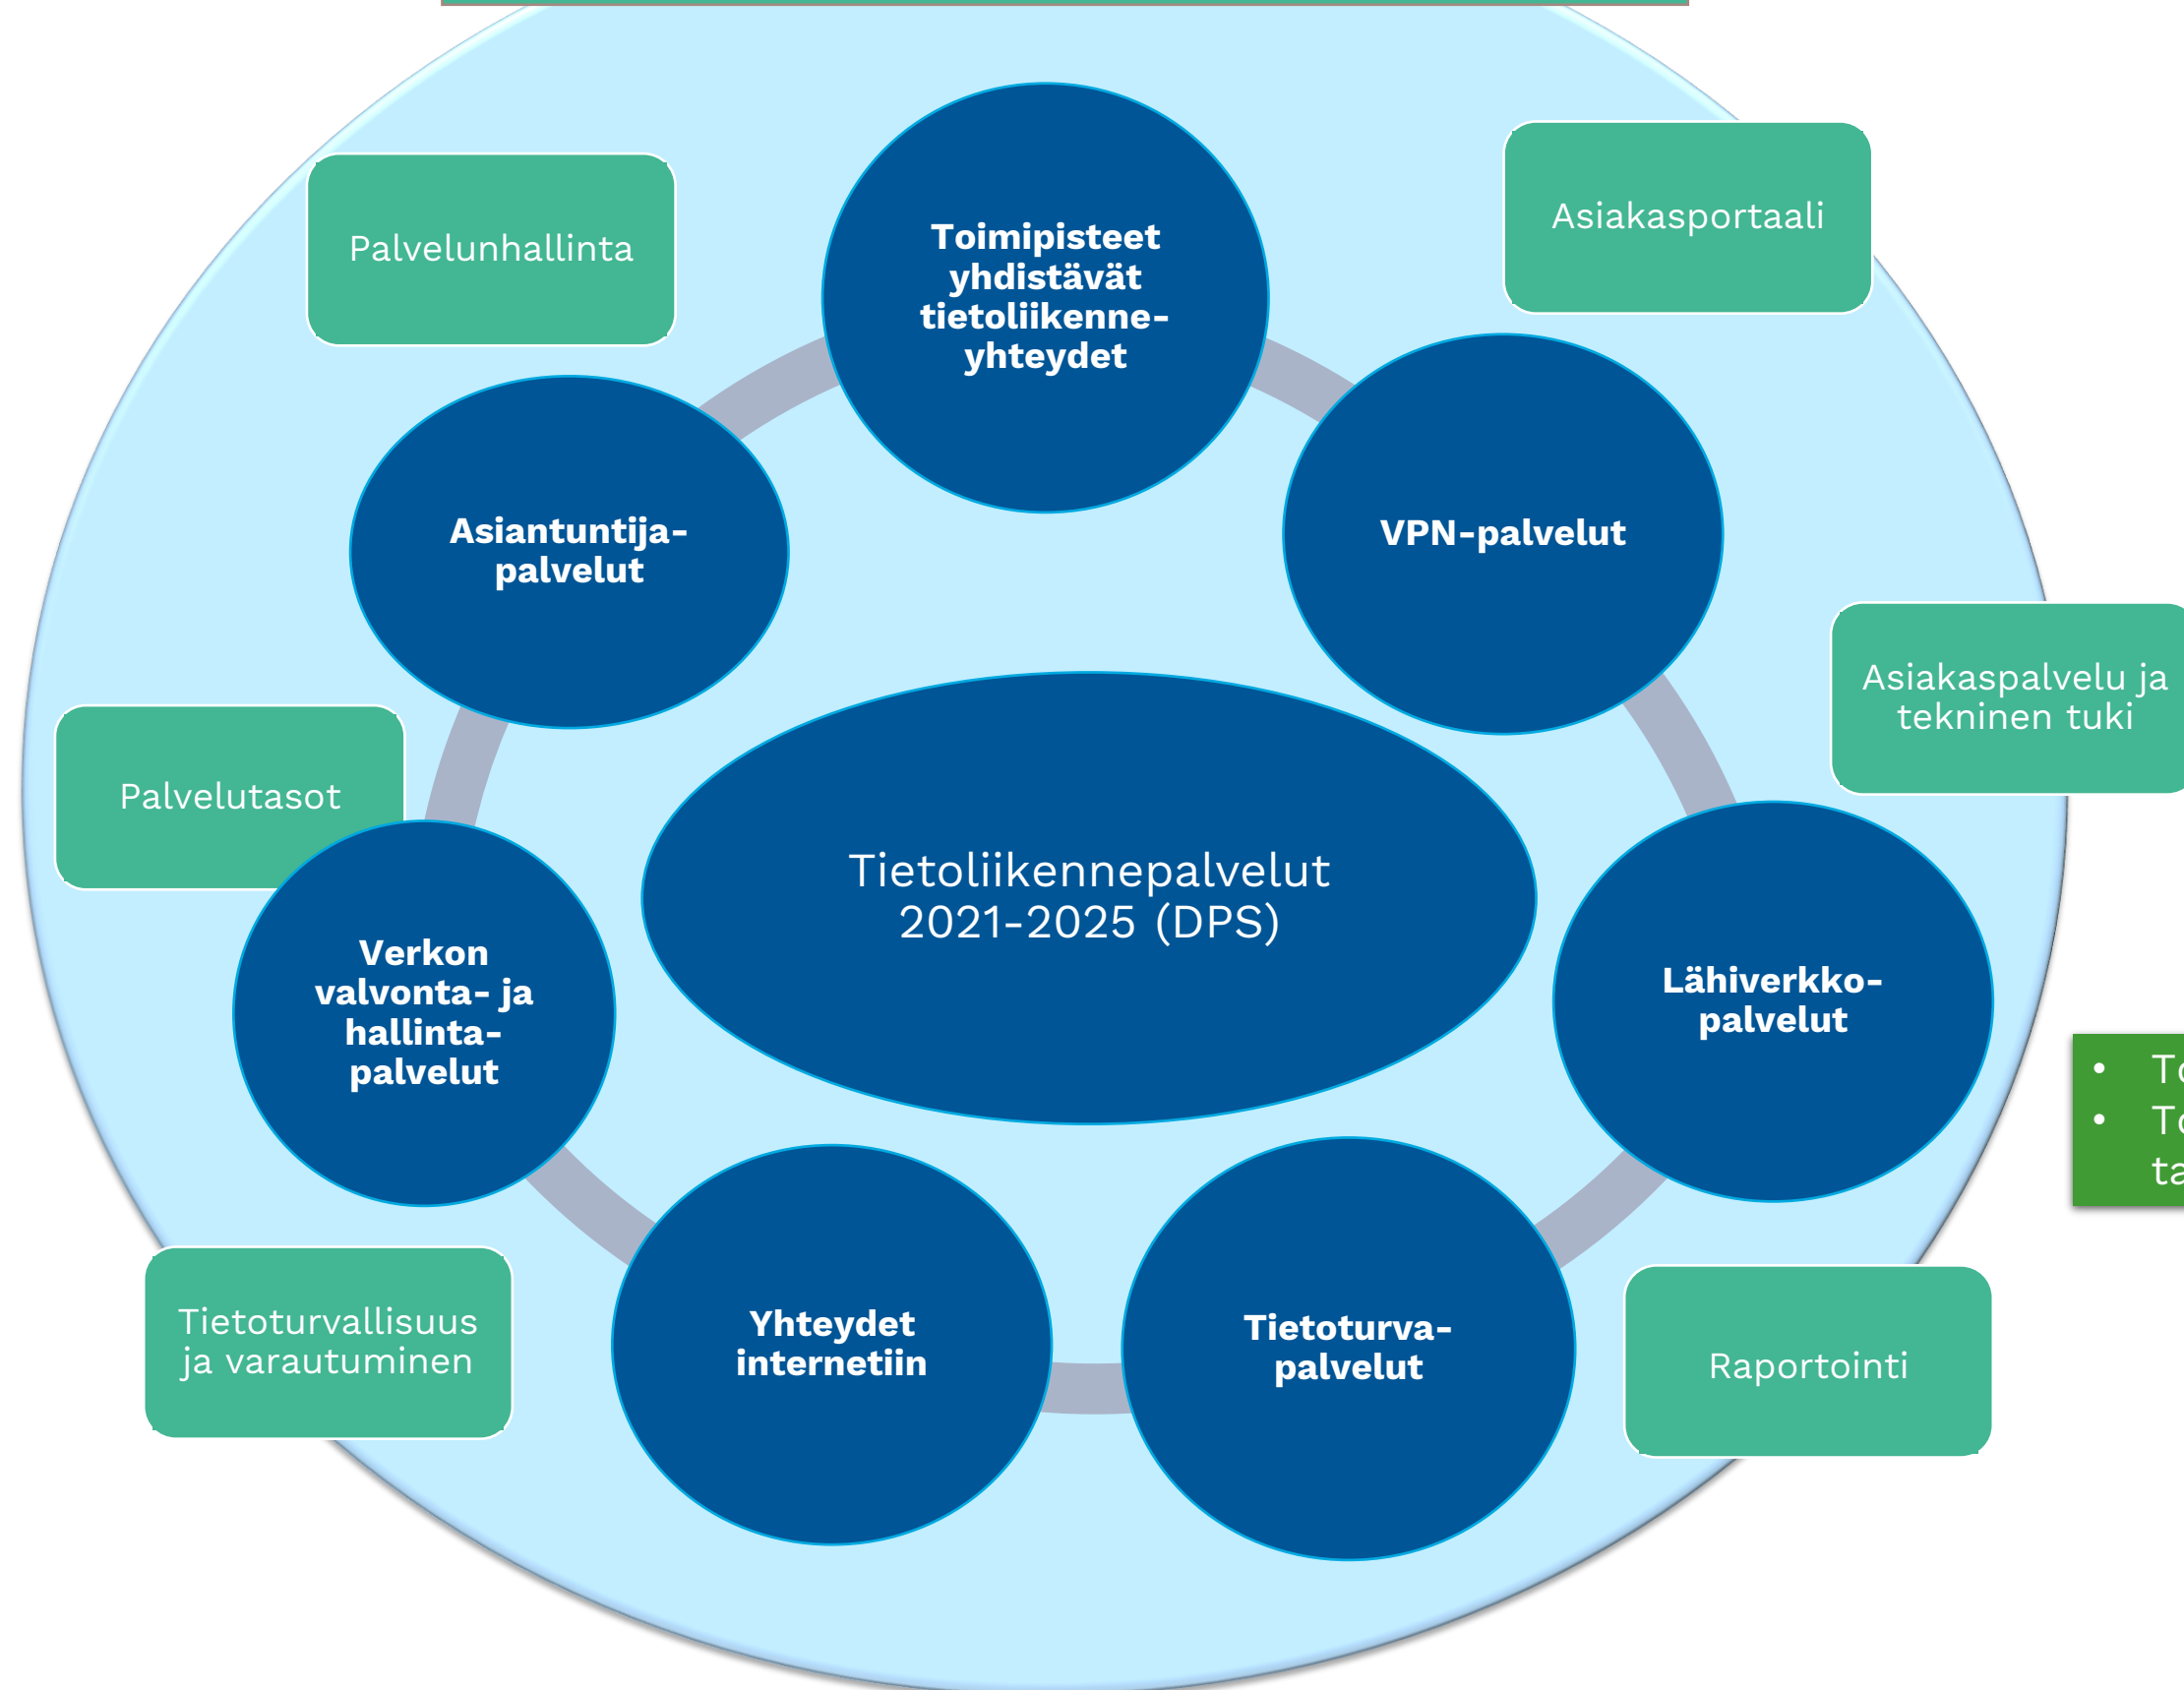 Palvelunhallinta
Toimipisteet
yhdistävät
tietoliikenne-
yhteydet
Asiakasportaali
Asiantuntija-
palvelut
VPN-palvelut
Asiakaspalvelu ja
tekninen tuki
Palvelutasot
Tietoliikennepalvelut
2021-2025 (DPS)
Verkon
valvonta- ja
hallinta-
palvelut
Lähiverkko-
palvelut
Tietoturvallisuus
ja varautuminen
Yhteydet
internetiin
Tietoturva-
palvelut
Raportointi